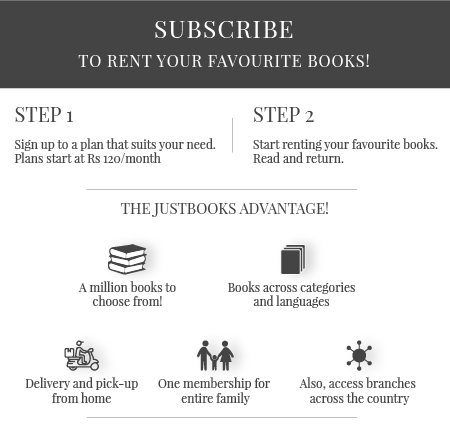 SUBSCRIBE
TO RENT YOUR FAVOURITE BOOKS!
STEP 1
Sign up to a plan that suits your need.
Plans start at Rs 120/month
STEP 2
Start renting your favourite books.
Read and return.
THE JUSTBOOKS ADVANTAGE!
A million books to
choose from!
Books across categories
and languages
Delivery and pick-up
from home
One membership for
entire family
Also, access branches
across the country